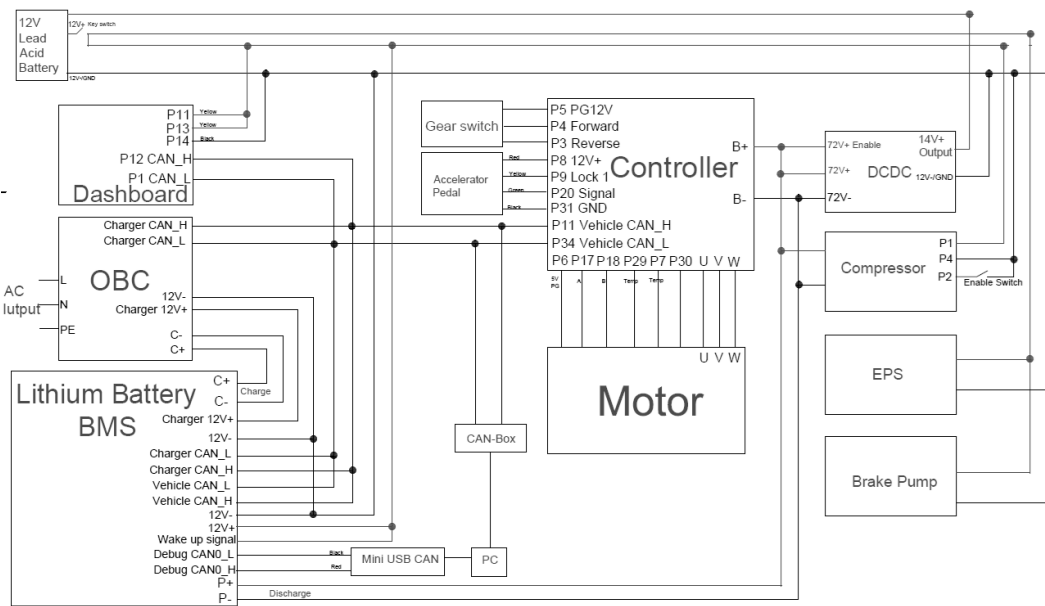 12V
Lead
Acid
Battery
12V+
Key switch
12V-/GND
P11
Yellow
P13
Yellow
P14
Black
P12 CAN_H
P1 CAN_L
Dashboard
Gear switch
Accelerator
Pedal
Red
Yellow
Green
Black
P5 PG12V
P4 Forward
P3 Reverse
P8 12V+
P9 Lock 1
P20 Signal
P31 GND
P11 Vehicle CAN_H
P34 Vehicle CAN_L
Controller
B+
B-
P6 P17 P18 P29 P7 P30 U V W
5V
PG
A
B
Temp
Temp
U V W
Motor
72V+ Enable
72V+
72V-
14V+
Output
DCDC
12V-/GND
Compressor
P1
P4
P2
Enable Switch
EPS
Brake Pump
Charger CAN_H
Charger CAN_L
OBC
12V-
Charger 12V+
C-
C+
AC
lutput
L
N
PE
Lithium Battery
BMS
C+
Charge
C-
Charger 12V+
12V-
Charger CAN_L
Charger CAN_H
Vehicle CAN_L
Vehicle CAN_H
12V-
12V+
Wake up signal
Debug CAN0_L
Debug CAN0_H
P+
P-
Discharge
Black
Red
Mini USB CAN
PC
CAN-Box